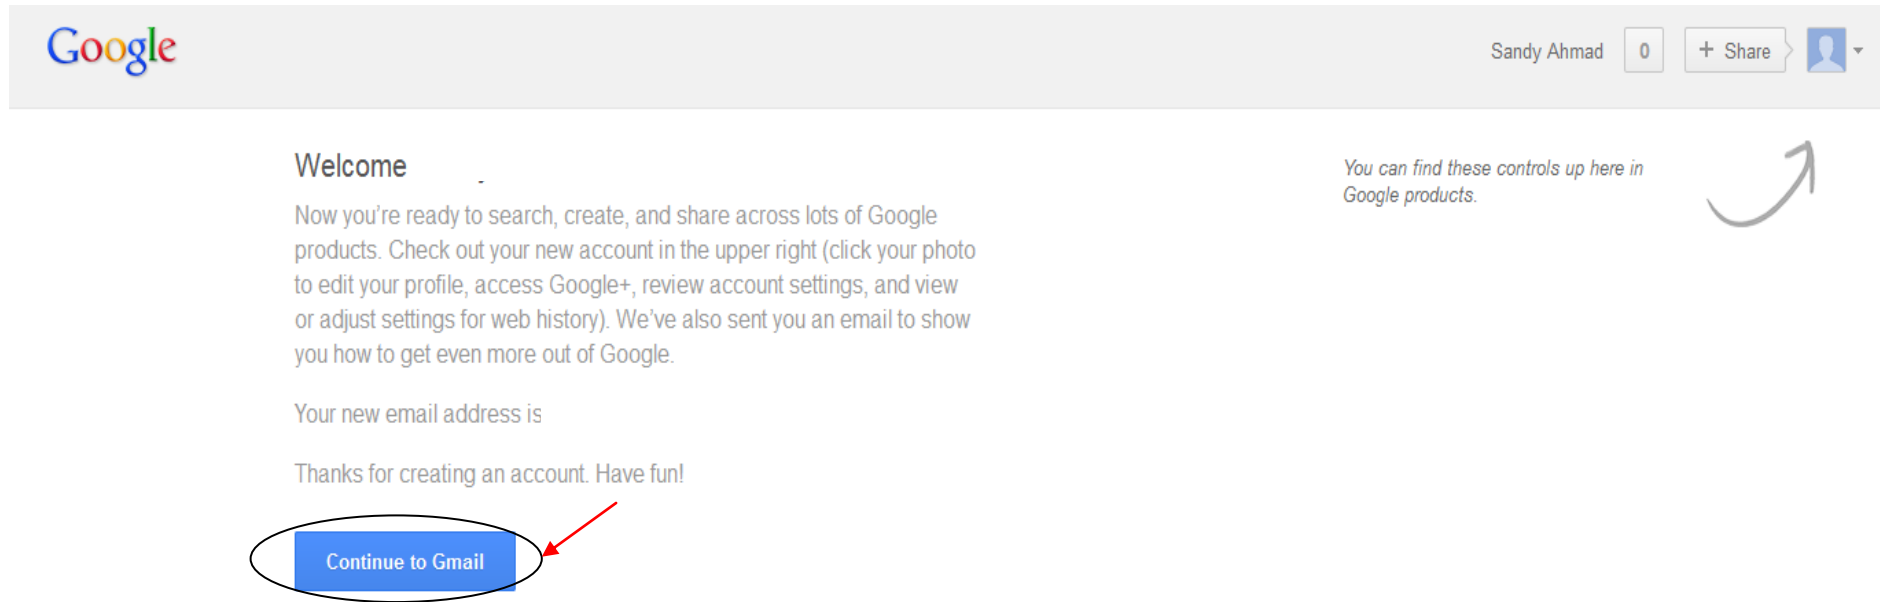 Google
Sandy Ahmad 0 + Share
Welcome
Now you're ready to search, create, and share across lots of Google
products. Check out your new account in the upper right (click your photo
to edit your profile, access Google+, review account settings, and view
or adjust settings for web history). We've also sent you an email to show
you how to get even more out of Google.
Your new email address is
Thanks for creating an account. Have fun!
Continue to Gmail
You can find these controls up here in
Google products.